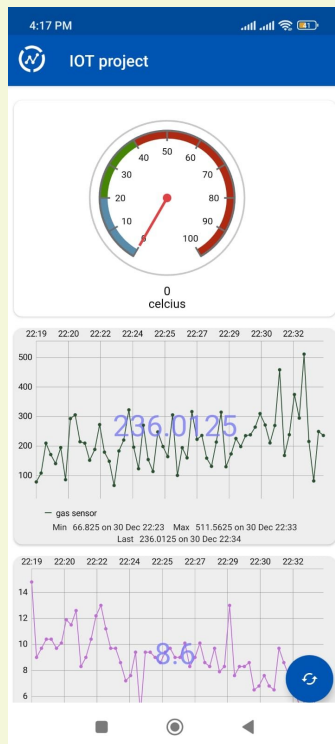 4:17 PM
41
IOT project
0 10 20 30 40 50 60 70 80 90 100
0
celcius
22:19 22:20 22:22 22:24 22:25 22:27 22:29 22:30 22:32
500
400
300
236.0125
200
100
gas sensor
Min 66.825 on 30 Dec 22:23 Max 511.5625 on 30 Dec 22:33
Last 236.0125 on 30 Dec 22:34
22:19 22:20 22:22 22:24 22:25 22:27 22:29 22:30 22:32
14
12
10
8.6
8
6